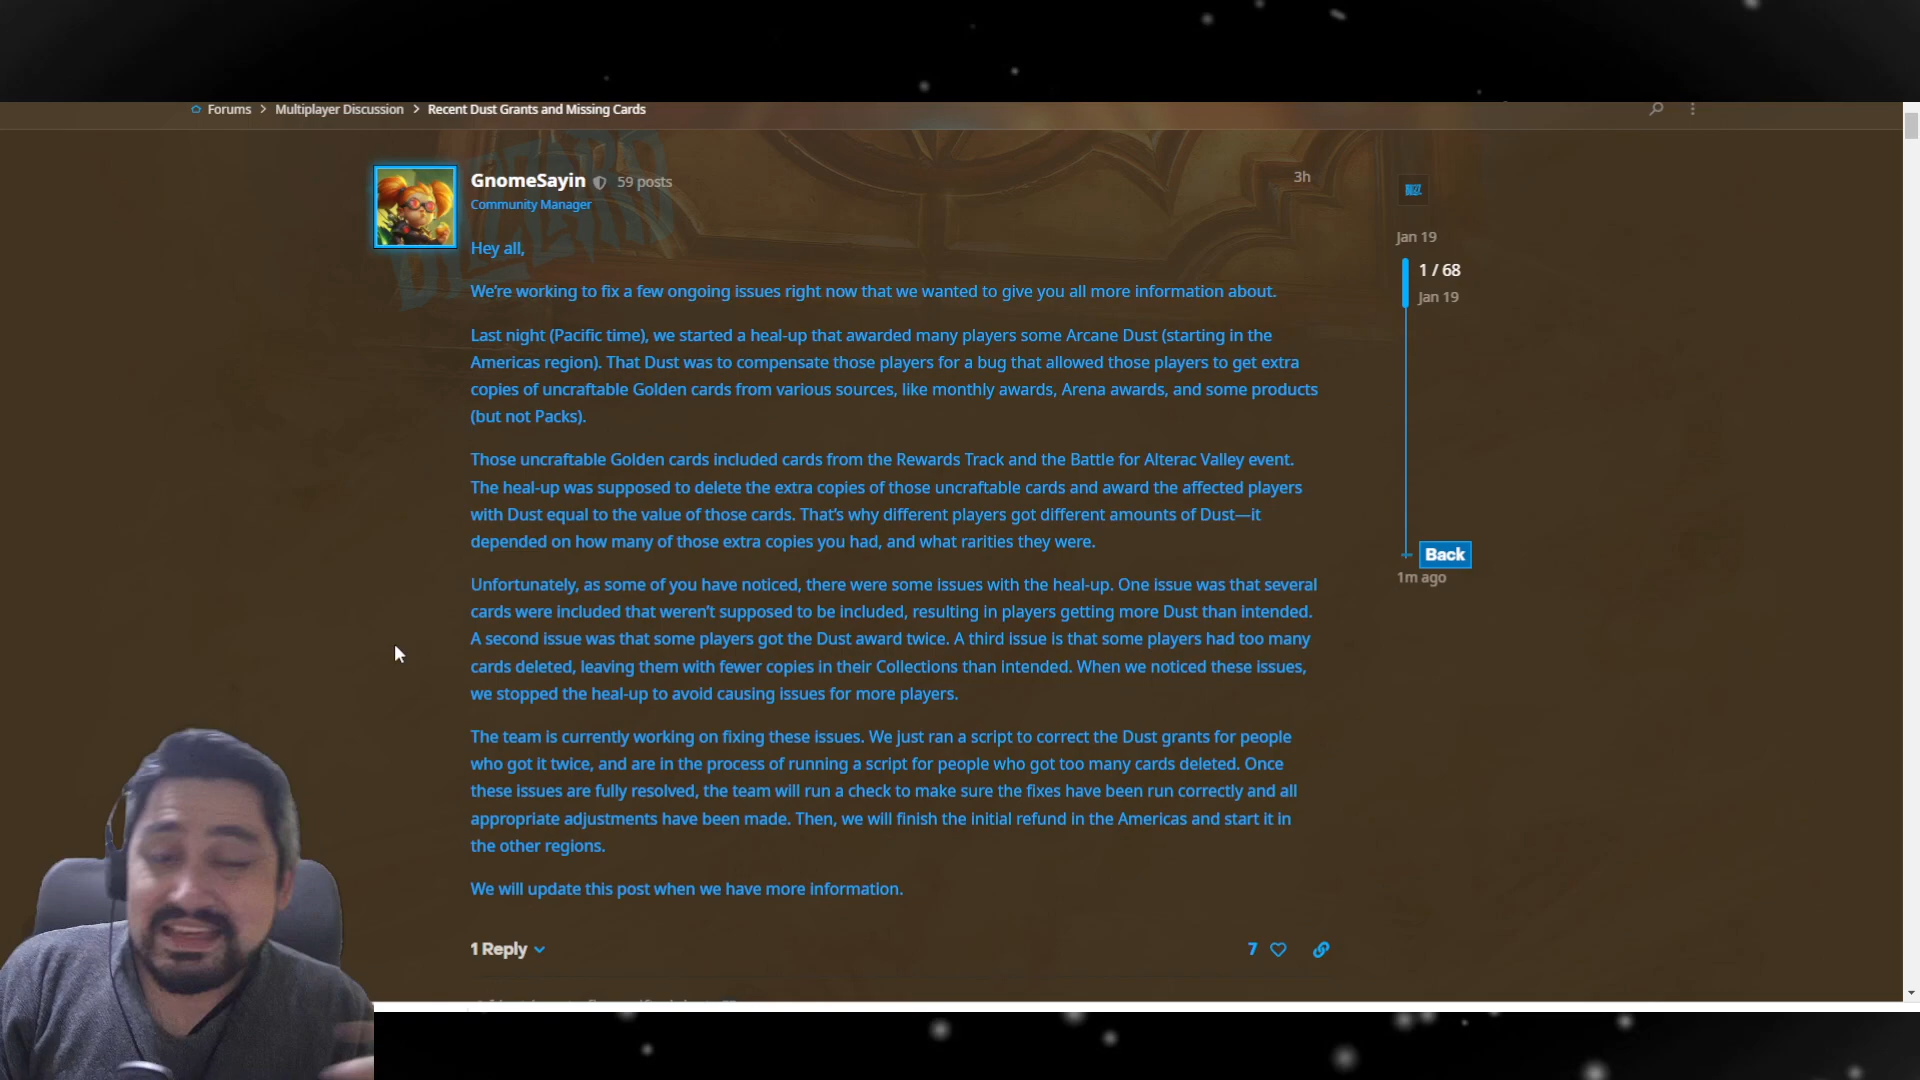 Forums > Multiplayer Discussion > Recent Dust Grants and Missing Cards
BLIZZARD
GnomeSayin 59 posts
3h
Community Manager
BLIZZ
Jan 19
1 / 68
Jan 19
Back
1m ago
Hey all,
We're working to fix a few ongoing issues right now that we wanted to give you all more information about.
Last night (Pacific time), we started a heal-up that awarded many players some Arcane Dust (starting in the
Americas region). That Dust was to compensate those players for a bug that allowed those players to get extra
copies of uncraftable Golden cards from various sources, like monthly awards, Arena awards, and some products
(but not Packs).
Those uncraftable Golden cards included cards from the Rewards Track and the Battle for Alterac Valley event.
The heal-up was supposed to delete the extra copies of those uncraftable cards and award the affected players
with Dust equal to the value of those cards. That's why different players got different amounts of Dust—it
depended on how many of those extra copies you had, and what rarities they were.
Unfortunately, as some of you have noticed, there were some issues with the heal-up. One issue was that several
cards were included that weren't supposed to be included, resulting in players getting more Dust than intended.
A second issue was that some players got the Dust award twice. A third issue is that some players had too many
cards deleted, leaving them with fewer copies in their Collections than intended. When we noticed these issues,
we stopped the heal-up to avoid causing issues for more players.
The team is currently working on fixing these issues. We just ran a script to correct the Dust grants for people
who got it twice, and are in the process of running a script for people who got too many cards deleted. Once
these issues are fully resolved, the team will run a check to make sure the fixes have been run correctly and all
appropriate adjustments have been made. Then, we will finish the initial refund in the Americas and start it in
the other regions.
We will update this post when we have more information.
1 Reply
7